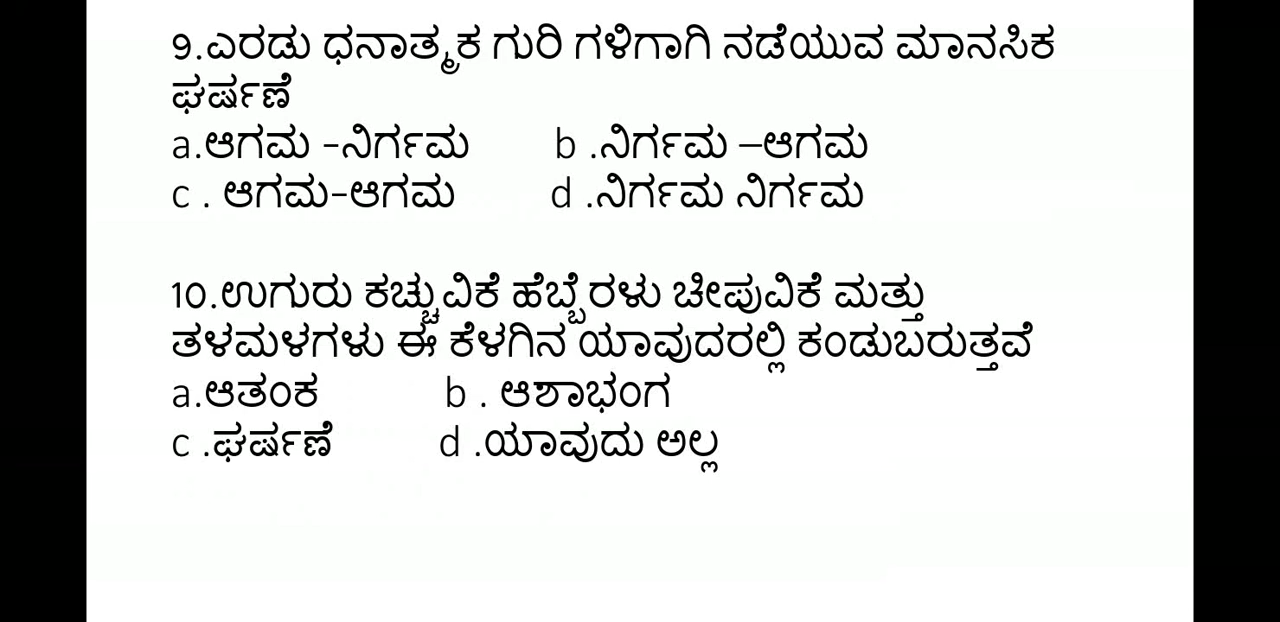 9.ಎರಡು ಧನಾತ್ಮಕ ಗುರಿ ಗಳಿಗಾಗಿ ನಡೆಯುವ ಮಾನಸಿಕ
ಘರ್ಷಣೆ
a.ಆಗಮ -ನಿರ್ಗಮ b .ನಿರ್ಗಮ –ಆಗಮ
c . ಆಗಮ-ಆಗಮ d .ನಿರ್ಗಮ ನಿರ್ಗಮ
10.ಉಗುರು ಕಚ್ಚುವಿಕೆ ಹೆಬ್ಬೆರಳು ಚೀಪುವಿಕೆ ಮತ್ತು
ತಳಮಳಗಳು ಈ ಕೆಳಗಿನ ಯಾವುದರಲ್ಲಿ ಕಂಡುಬರುತ್ತವೆ
a.ಆತಂಕ b . ಆಶಾಭಂಗ
c .ಘರ್ಷಣೆ d .ಯಾವುದು ಅಲ್ಲ